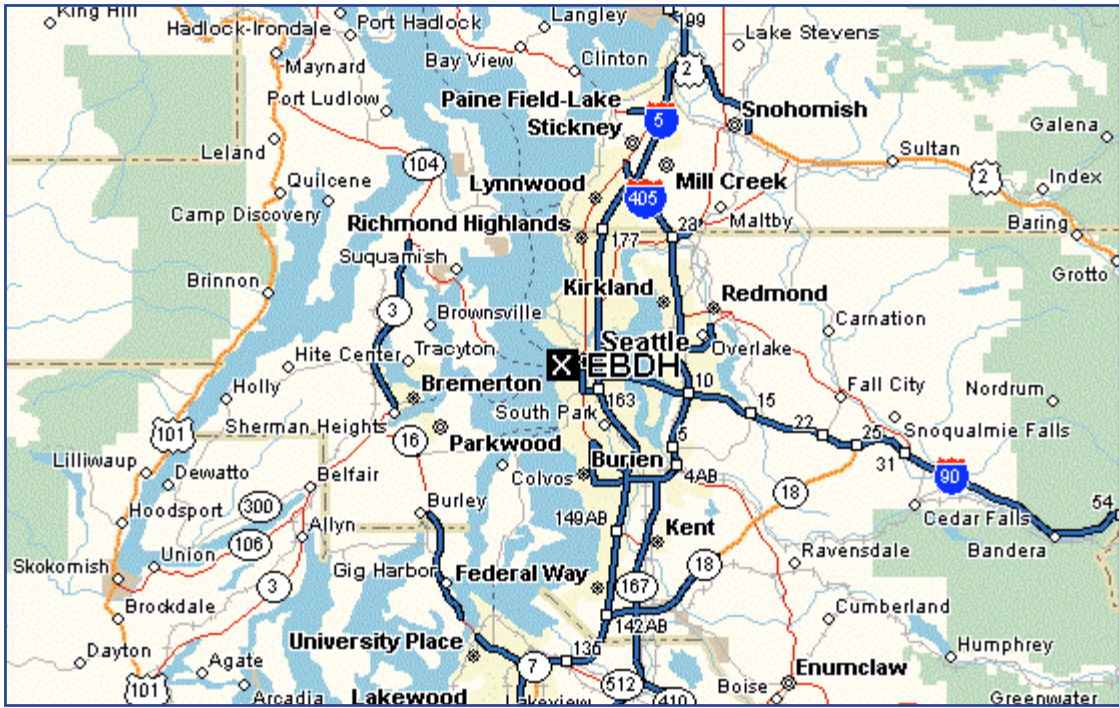 King Hill
Port Hadlock
Langley
99
Lake Stevens
Hadlock-Irondale
Bay View
Clinton
Maynard
2
Port Ludlow
Paine Field-Lake
Stickney
5
Snohomish
Galena
Leland
104
Sultan
Quilcene
Lynnwood
Mill Creek
2
Index
405
Camp Discovery
Maltby
Richmond Highlands
177
23
Baring
Suquamish
Grotto
Brinnon
Kirkland
Redmond
3
Brownsville
Carnation
Seattle
Overlake
Hite Center
Tracyton
X EBDH
Holly
Bremerton
10
Fall City
Nordrum
163
15
South Park
Sherman Heights
22
25
Snoqualmie Falls
101
16
Parkwood
5
Burien
31
Lilliwaup
Dewatto
Belfair
Colvos
4AB
90
18
Hoodsport
300
Burley
54
Allyn
149AB
Cedar Falls
Kent
Bandera
Union
106
Ravensdale
Skokomish
Gig Harbor
Federal Way
18
3
167
Brockdale
Cumberland
142AB
University Place
Humphrey
Dayton
136
Agate
7
Enumclaw
101
Arcadia
Lakewood
Lakeview
512
410
Boise
Greenwater